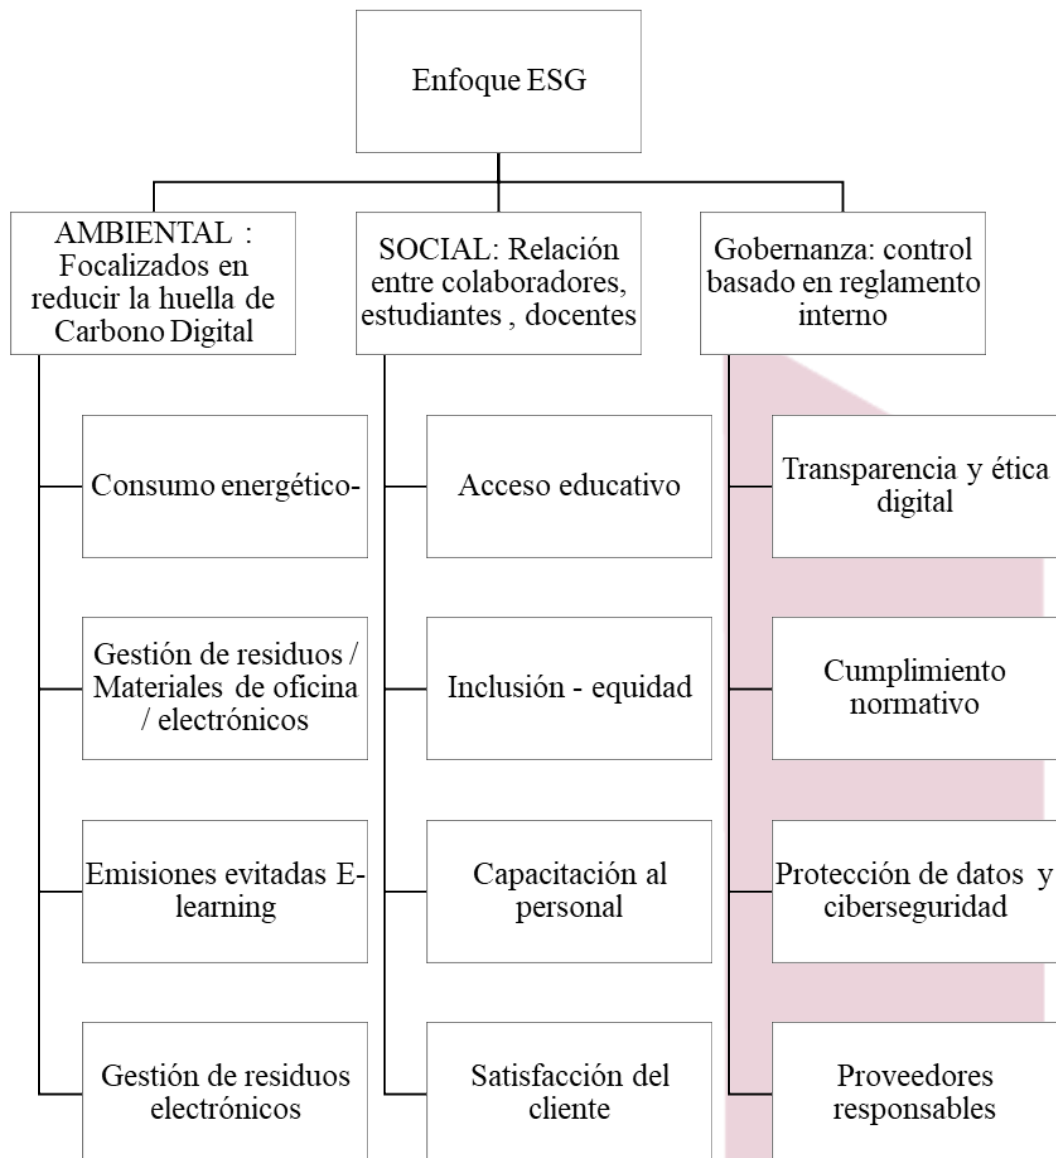 Enfoque ESG
AMBIENTAL :
Focalizados en
reducir la huella de
Carbono Digital
SOCIAL: Relación
entre colaboradores,
estudiantes , docentes
Gobernanza: control
basado en reglamento
interno
Consumo energético-
Acceso educativo
Transparencia y ética
digital
Gestión de residuos /
Materiales de oficina
/ electrónicos
Inclusión - equidad
Cumplimiento
normativo
Emisiones evitadas E-
learning
Capacitación al
personal
Protección de datos y
ciberseguridad
Gestión de residuos
electrónicos
Satisfacción del
cliente
Proveedores
responsables